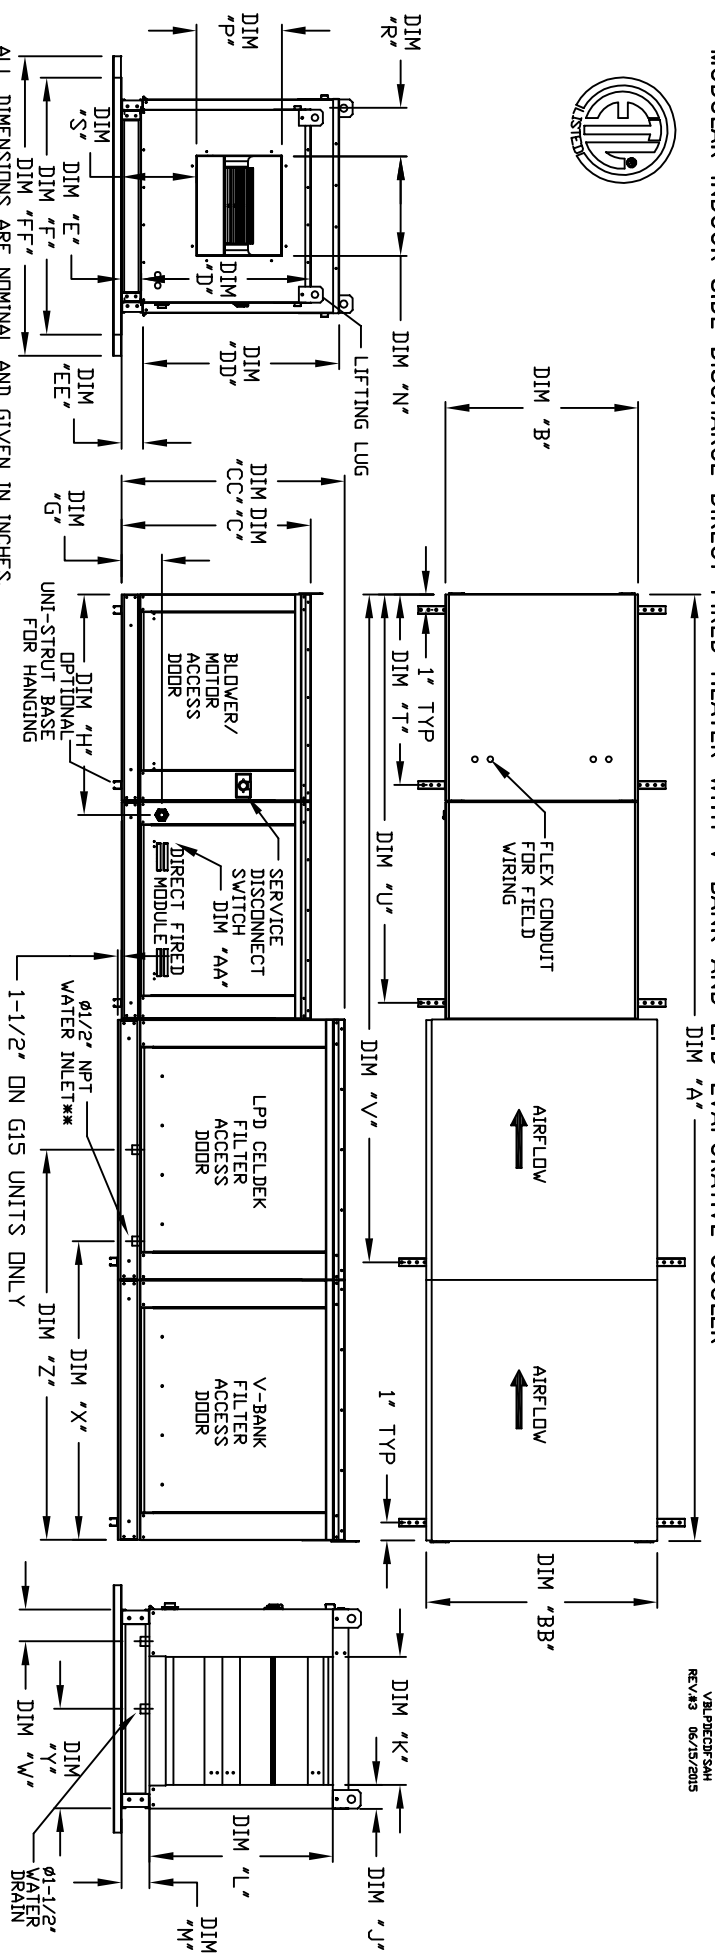 MODULAR INDOOR SIDE DISCHARGE DIRECT FIRED HEATER WITH V-BANK AND LPD EVAPORATIVE COOLER
VBLPDECDFSAH
REV.#3 06/15/2015
LISTED
DIM "A"
DIM "B"
1" TYP
DIM "T"
DIM "U"
DIM "V"
FLEX CONDUIT
FOR FIELD
WIRING
AIRFLOW
AIRFLOW
1" TYP
DIM "BB"
DIM
"R"
DIM
"P"
DIM "N"
LIFTING LUG
DIM
"D"
DIM
"DD"
DIM
"S"
DIM "E"
DIM "F"
DIM "FF"
DIM
"EE"
DIM
"CC"
DIM
"C"
DIM
"G"
DIM "H"
OPTIONAL
UNI-STRUT BASE
FOR HANGING
BLOWER/
MOTOR
ACCESS
DOOR
SERVICE
DISCONNECT
SWITCH
DIM "AA"
DIRECT FIRED
MODULE
LPD CELDEK
FILTER
ACCESS
DOOR
V-BANK
FILTER
ACCESS
DOOR
ø1/2" NPT
WATER INLET**
1-1/2" ON G15 UNITS ONLY
DIM "X"
DIM "Z"
DIM "K"
DIM "J"
DIM "L"
DIM
"M"
DIM "W"
DIM
"Y"
ø1-1/2"
WATER
DRAIN
ALL DIMENSIONS ARE NOMINAL AND GIVEN IN INCHES